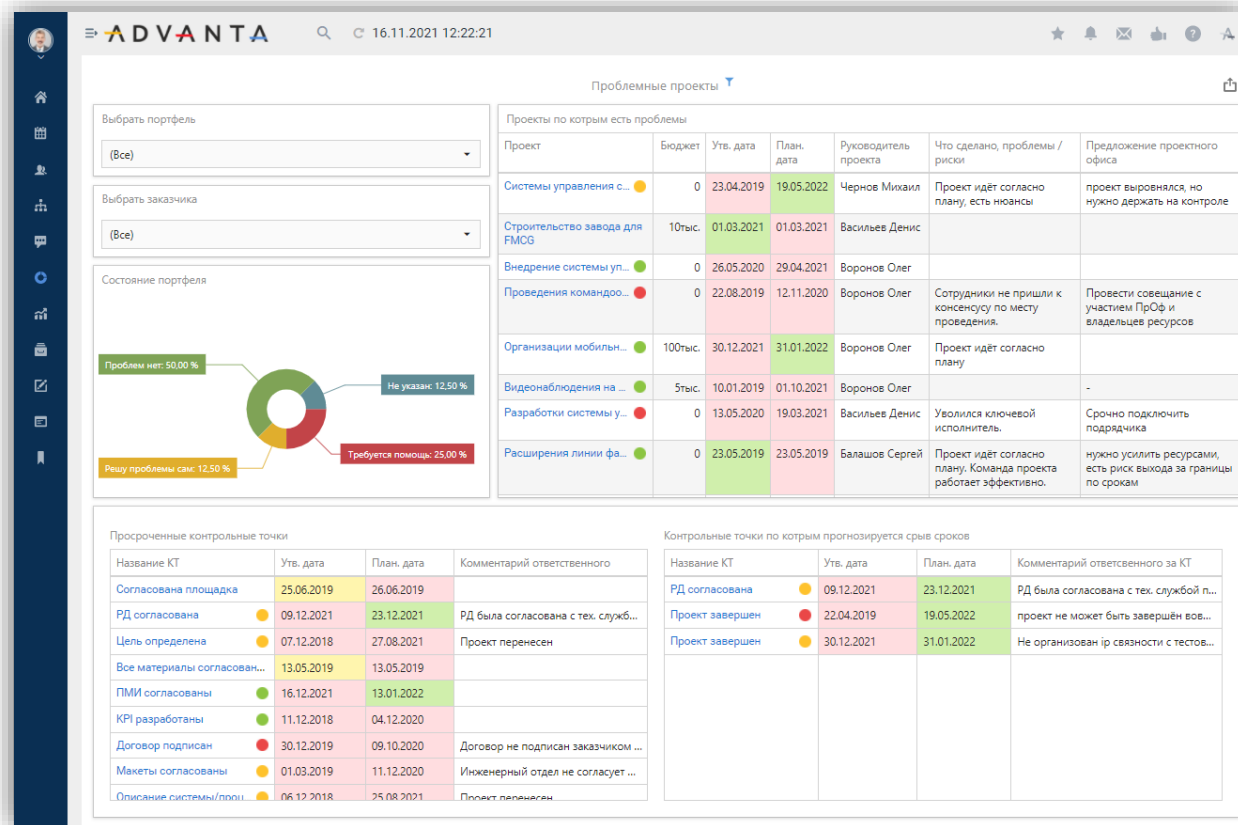 ADVANTA
16.11.2021 12:22:21
Проблемные проекты
Выбрать портфель
(Все)
Выбрать заказчика
(Все)
Состояние портфеля
Проблем нет: 50,00 %
Не указан: 12,50 %
Требуется помощь: 25,00 %
Решу проблемы сам: 12,50 %
Проекты по котрым есть проблемы
Проект Бюджет Утв. дата План. дата Руководитель проекта Что сделано, проблемы / риски Предложение проектного офиса
Системы управления с... 0 23.04.2019 19.05.2022 Чернов Михаил Проект идёт согласно плану, есть нюансы проект выровнялся, но нужно держать на контроле
Строительство завода для FMCG 10тыс. 01.03.2021 01.03.2021 Васильев Денис
Внедрение системы уп... 0 26.05.2020 29.04.2021 Воронов Олег
Проведения командоо... 0 22.08.2019 12.11.2020 Воронов Олег Сотрудники не пришли к консенсусу по месту проведения. Провести совещание с участием ПрОф и владельцев ресурсов
Организации мобильн... 100тыс. 30.12.2021 31.01.2022 Воронов Олег Проект идёт согласно плану
Видеонаблюдения на ... 5тыс. 10.01.2019 01.10.2021 Воронов Олег -
Разработки системы у... 0 13.05.2020 19.03.2021 Васильев Денис Уволился ключевой исполнитель. Срочно подключить подрядчика
Расширения линии фа... 0 23.05.2019 23.05.2019 Балашов Сергей Проект идёт согласно плану. Команда проекта работает эффективно. нужно усилить ресурсами, есть риск выхода за границы по срокам
Просроченные контрольные точки
Название КТ Утв. дата План. дата Комментарий ответственного
Согласована площадка 25.06.2019 26.06.2019
РД согласована 09.12.2021 23.12.2021 РД была согласована с тех. служб...
Цель определена 07.12.2018 27.08.2021 Проект перенесен
Все материалы согласован... 13.05.2019 13.05.2019
ПМИ согласованы 16.12.2021 13.01.2022
KPI разработаны 11.12.2018 04.12.2020
Договор подписан 30.12.2019 09.10.2020 Договор не подписан заказчиком ...
Макеты согласованы 01.03.2019 11.12.2020 Инженерный отдел не согласует ...
Описание системы/проц... 06.12.2018 25.08.2021 Проект перенесен
Контрольные точки по котрым прогнозируется срыв сроков
Название КТ Утв. дата План. дата Комментарий ответсвенного за КТ
РД согласована 09.12.2021 23.12.2021 РД была согласована с тех. службой п...
Проект завершен 22.04.2019 19.05.2022 проект не может быть завершён вов...
Проект завершен 30.12.2021 31.01.2022 Не организован ip связности с тестов...